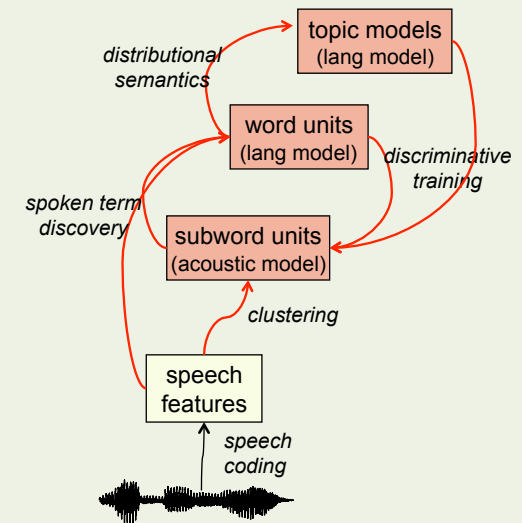 topic models
(lang model)
distributional
semantics
word units
(lang model)
discriminative
training
spoken term
discovery
subword units
(acoustic model)
clustering
speech
features
speech
coding